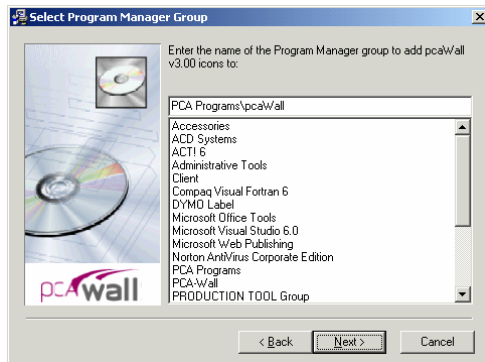 Select Program Manager Group
Enter the name of the Program Manager group to add pcaWall
v3.00 icons to:
PCA Programs\pcaWall
Accessories
ACD Systems
ACT! 6
Administrative Tools
Client
Compaq Visual Fortran 6
DYMO Label
Microsoft Office Tools
Microsoft Visual Studio 6.0
Microsoft Web Publishing
Norton AntiVirus Corporate Edition
PCA Programs
PCA-Wall
PRODUCTION TOOL Group
pcAwall
< Back
Next >
Cancel